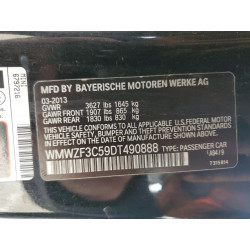 MINI
6797216
MFD. BY BAYERISCHE MOTOREN WERKE AG
03-2013
GVWR 3627 lbs 1645 kg
GAWR FRONT 1907 lbs 865 kg
GAWR REAR 1830 lbs 830 kg
THIS VEHICLE CONFORMS TO ALL APPLICABLE U.S. FEDERAL MOTOR
VEHICLE SAFETY, BUMPER AND THEFT PREVENTION STANDARDS
IN EFFECT ON THE DATE OF MANUFACTURE SHOWN ABOVE.
WMWZF3C59DT490888 TYPE: PASSENGER CAR